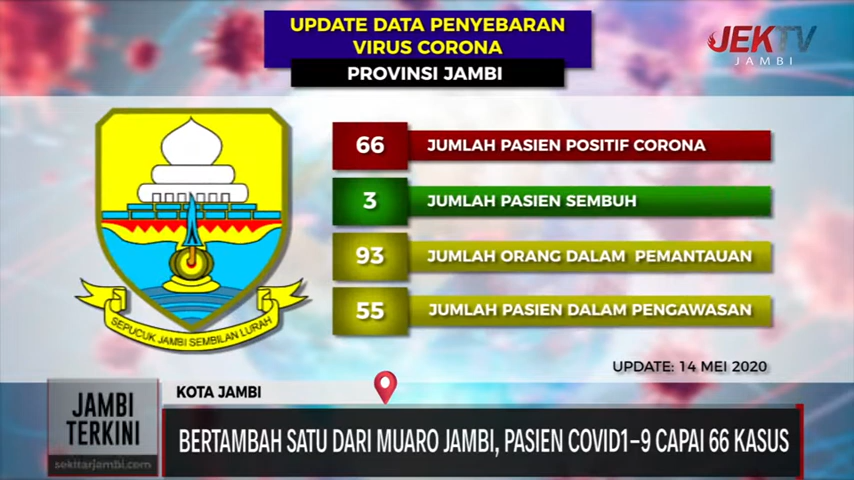 UPDATE DATA PENYEBARAN
VIRUS CORONA
PROVINSI JAMBI
JEKTV
JAMBI
66 JUMLAH PASIEN POSITIF CORONA
3 JUMLAH PASIEN SEMBUH
93 JUMLAH ORANG DALAM PEMANTAUAN
55 JUMLAH PASIEN DALAM PENGAWASAN
SEPUCUK JAMBI SEMBILAN LURAH
UPDATE: 14 MEI 2020
KOTA JAMBI
JAMBI
TERKINI
sekitarjambi.com
BERTAMBAH SATU DARI MUARO JAMBI, PASIEN COVID1-9 CAPAI 66 KASUS